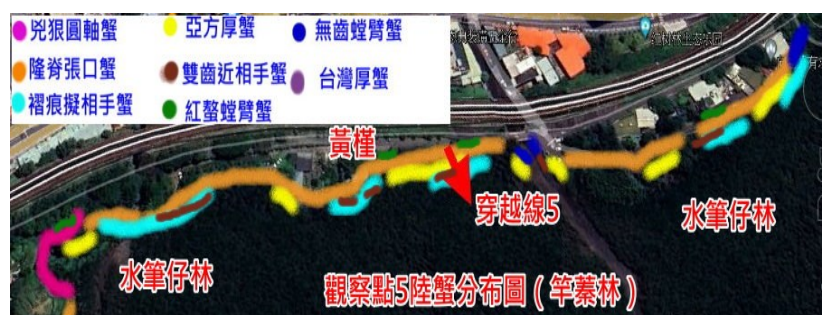 兇狠圓軸蟹
亞方厚蟹
無齒螳臂蟹
隆脊張口蟹
雙齒近相手蟹
台灣厚蟹
褶痕擬相手蟹
紅螯螳臂蟹
黃槿
穿越線5
水筆仔林
水筆仔林
觀察點5陸蟹分布圖（竿蓁林）